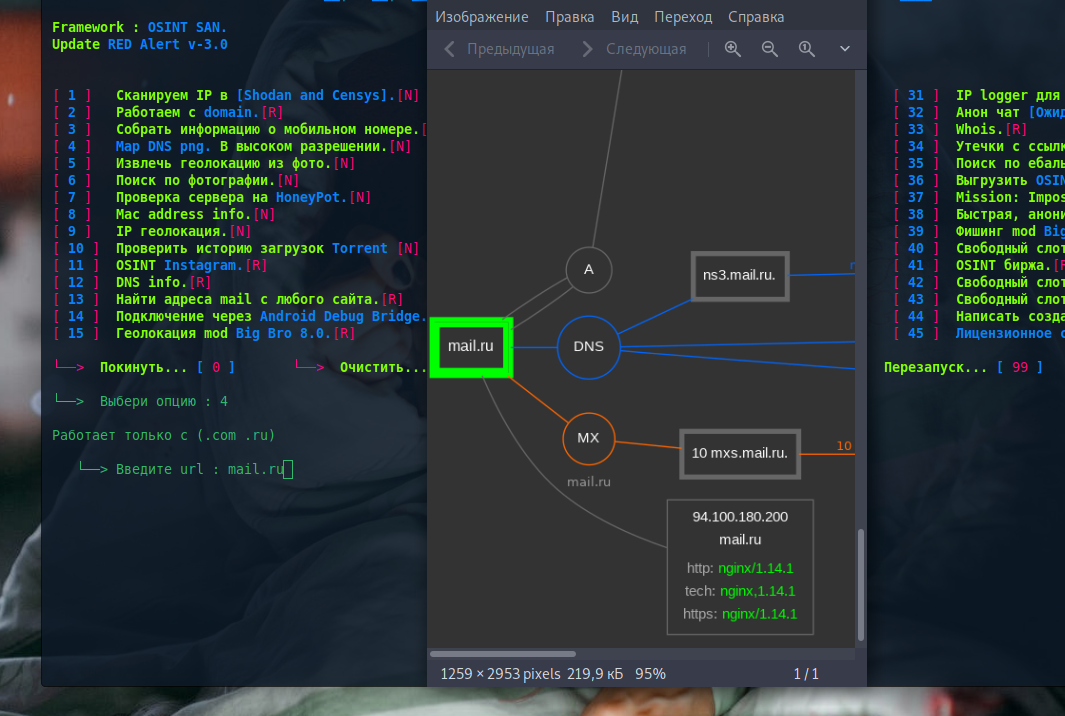 Framework : OSINT SAN.
Update RED Alert v-3.0
[ 1 ] Сканируем IP в [Shodan and Censys].[N]
[ 2 ] Работаем с domain.[R]
[ 3 ] Собрать информацию о мобильном номере.[
[ 4 ] Map DNS png. В высоком разрешении.[N]
[ 5 ] Извлечь геолокацию из фото.[N]
[ 6 ] Поиск по фотографии.[N]
[ 7 ] Проверка сервера на HoneyPot.[N]
[ 8 ] Mac address info.[N]
[ 9 ] IP геолокация.[N]
[ 10 ] Проверить историю загрузок Torrent [N]
[ 11 ] OSINT Instagram.[R]
[ 12 ] DNS info.[R]
[ 13 ] Найти адреса mail с любого сайта.[R]
[ 14 ] Подключение через Android Debug Bridge.
[ 15 ] Геолокация mod Big Bro 8.0.[R]
└──> Покинуть... [ 0 ] └──> Очистить...
└──> Выбери опцию : 4
Работает только с (.com .ru)
└──> Введите url : mail.ru
Изображение Правка Вид Переход Справка
Предыдущая Следующая
A
ns3.mail.ru.
mail.ru
DNS
MX
10 mxs.mail.ru.
10
mail.ru
94.100.180.200
mail.ru
http: nginx/1.14.1
tech: nginx,1.14.1
https: nginx/1.14.1
1259 × 2953 pixels 219,9 кБ 95% 1 / 1
[ 31 ] IP logger для
[ 32 ] Анон чат [Ожид
[ 33 ] Whois.[R]
[ 34 ] Утечки с ссылк
[ 35 ] Поиск по ебаль
[ 36 ] Выгрузить OSIN
[ 37 ] Mission: Impos
[ 38 ] Быстрая, анони
[ 39 ] Фишинг mod Big
[ 40 ] Свободный слот
[ 41 ] OSINT биржа.[R
[ 42 ] Свободный слот
[ 43 ] Свободный слот
[ 44 ] Написать созда
[ 45 ] Лицензионное с
Перезапуск... [ 99 ]